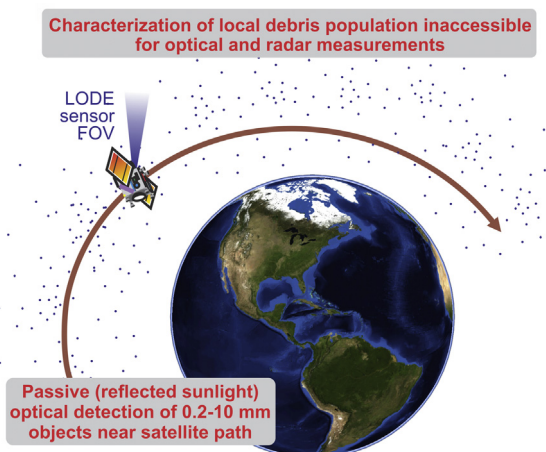 Characterization of local debris population inaccessible
for optical and radar measurements
LODE
sensor
FOV
Passive (reflected sunlight)
optical detection of 0.2-10 mm
objects near satellite path